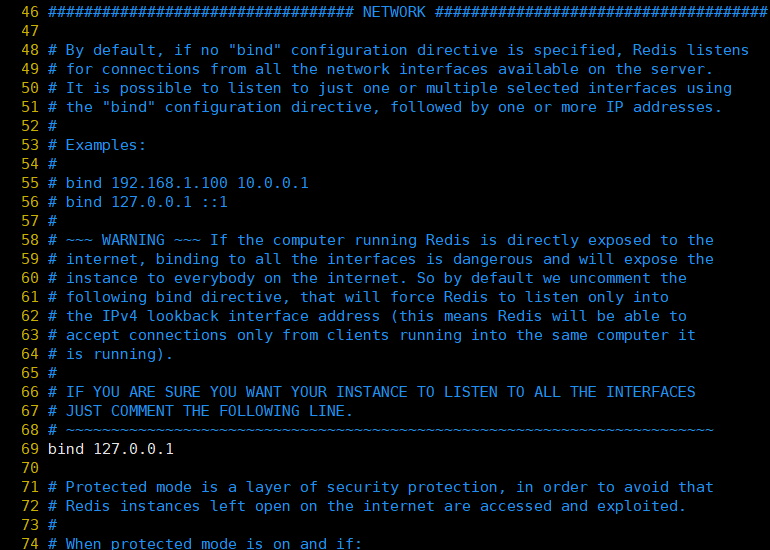 46 ################################## NETWORK #####################################
47
48 # By default, if no "bind" configuration directive is specified, Redis listens
49 # for connections from all the network interfaces available on the server.
50 # It is possible to listen to just one or multiple selected interfaces using
51 # the "bind" configuration directive, followed by one or more IP addresses.
52 #
53 # Examples:
54 #
55 # bind 192.168.1.100 10.0.0.1
56 # bind 127.0.0.1 ::1
57 #
58 # ~~~ WARNING ~~~ If the computer running Redis is directly exposed to the
59 # internet, binding to all the interfaces is dangerous and will expose the
60 # instance to everybody on the internet. So by default we uncomment the
61 # following bind directive, that will force Redis to listen only into
62 # the IPv4 lookback interface address (this means Redis will be able to
63 # accept connections only from clients running into the same computer it
64 # is running).
65 #
66 # IF YOU ARE SURE YOU WANT YOUR INSTANCE TO LISTEN TO ALL THE INTERFACES
67 # JUST COMMENT THE FOLLOWING LINE.
68 # ~~~~~~~~~~~~~~~~~~~~~~~~~~~~~~~~~~~~~~~~~~~~~~~~~~~~~~~~~~~~~~~~~~~~~~~~
69 bind 127.0.0.1
70
71 # Protected mode is a layer of security protection, in order to avoid that
72 # Redis instances left open on the internet are accessed and exploited.
73 #
74 # When protected mode is on and if: